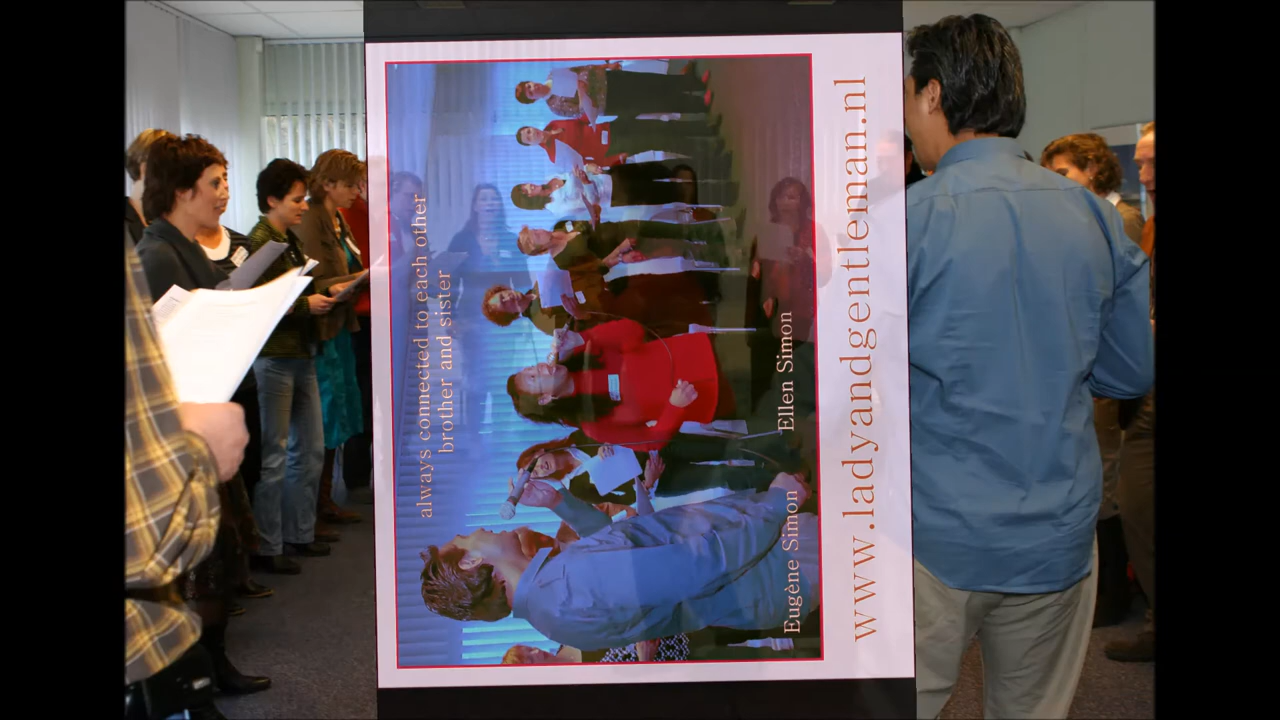 always connected to each other
brother and sister
Eugène Simon
Ellen Simon
www.ladyandgentleman.nl